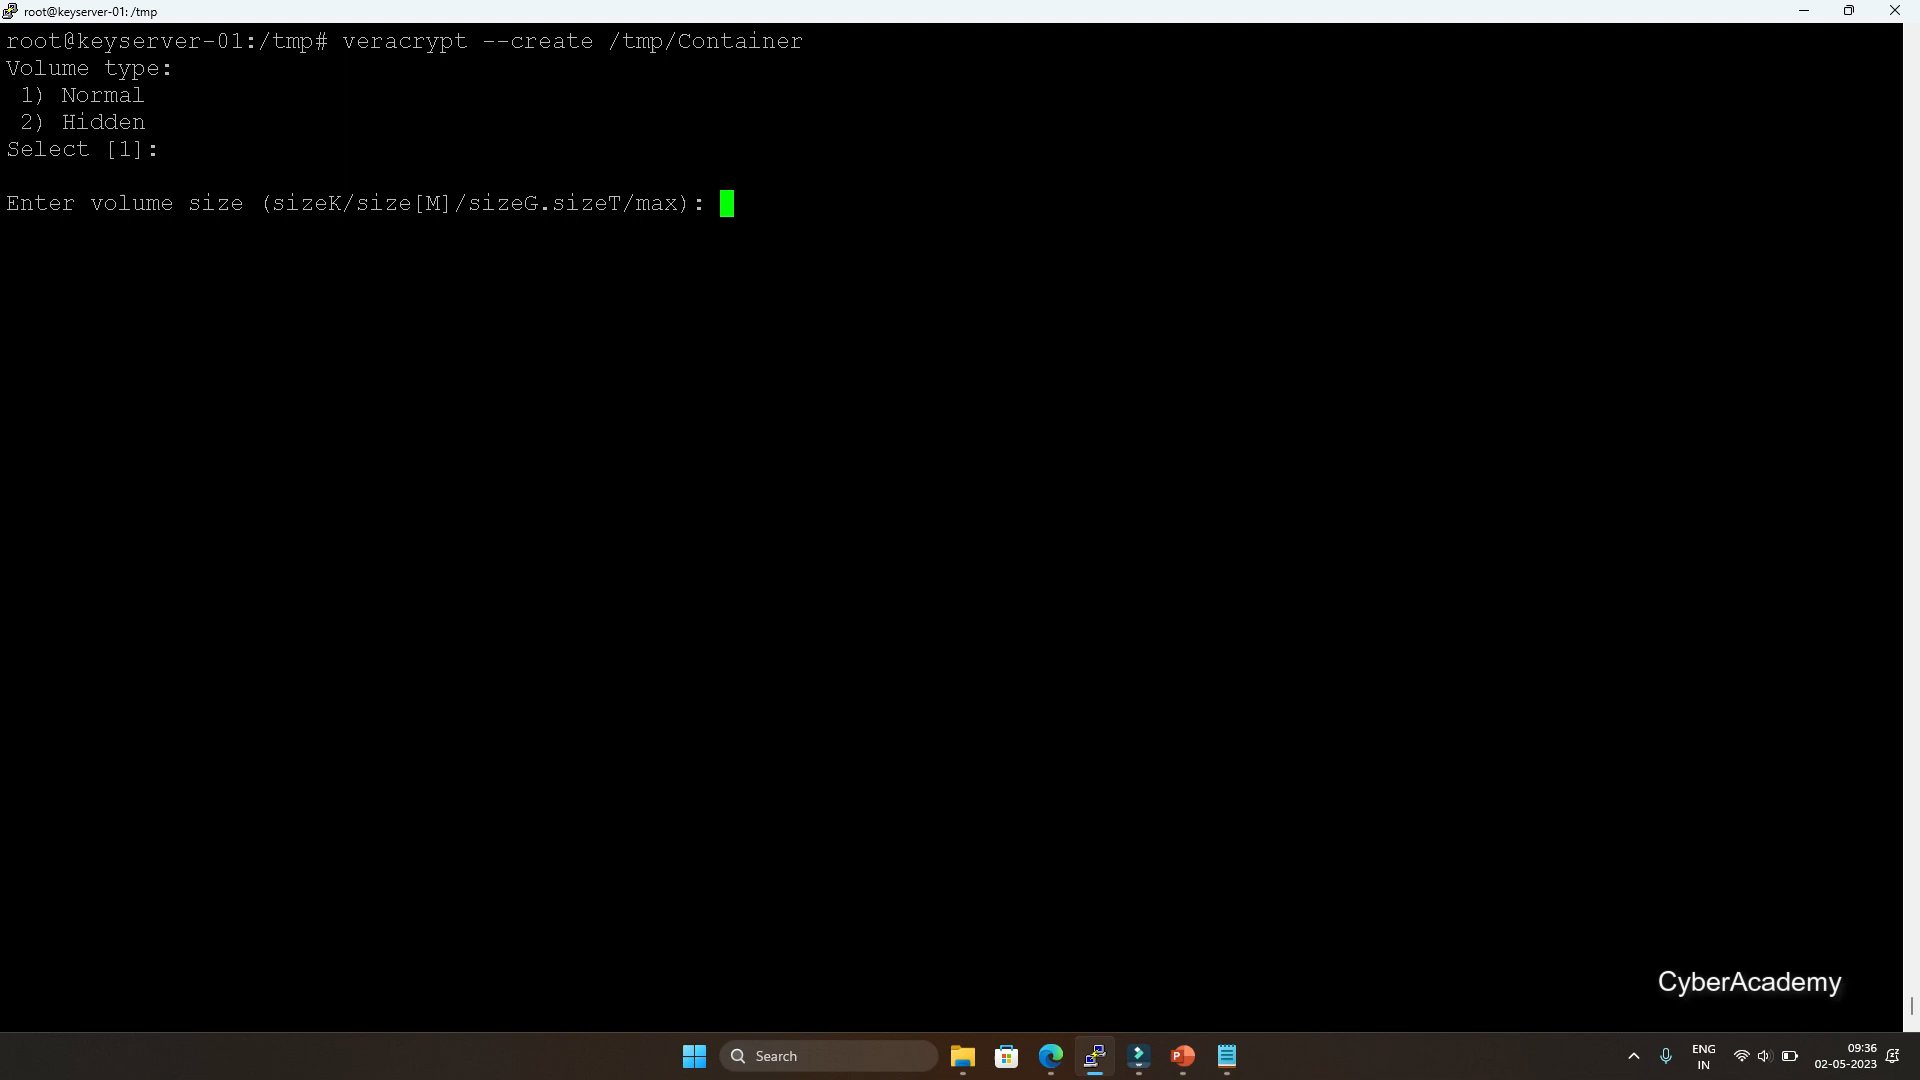 root@keyserver-01: /tmp
root@keyserver-01:/tmp# veracrypt --create /tmp/Container
Volume type:
 1) Normal
 2) Hidden
Select [1]:
Enter volume size (sizeK/size[M]/sizeG.sizeT/max):
CyberAcademy
Search
ENG
IN
09:36
02-05-2023